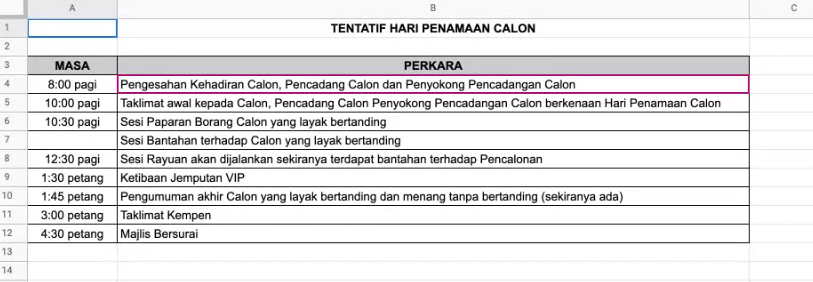 A B C
1 TENTATIF HARI PENAMAAN CALON
2
3 MASA PERKARA
4 8:00 pagi Pengesahan Kehadiran Calon, Pencadang Calon dan Penyokong Pencadangan Calon
5 10:00 pagi Taklimat awal kepada Calon, Pencadang Calon Penyokong Pencadangan Calon berkenaan Hari Penamaan Calon
6 10:30 pagi Sesi Paparan Borang Calon yang layak bertanding
7 Sesi Bantahan terhadap Calon yang layak bertanding
8 12:30 pagi Sesi Rayuan akan dijalankan sekiranya terdapat bantahan terhadap Pencalonan
9 1:30 petang Ketibaan Jemputan VIP
10 1:45 petang Pengumuman akhir Calon yang layak bertanding dan menang tanpa bertanding (sekiranya ada)
11 3:00 petang Taklimat Kempen
12 4:30 petang Majlis Bersurai
13
14